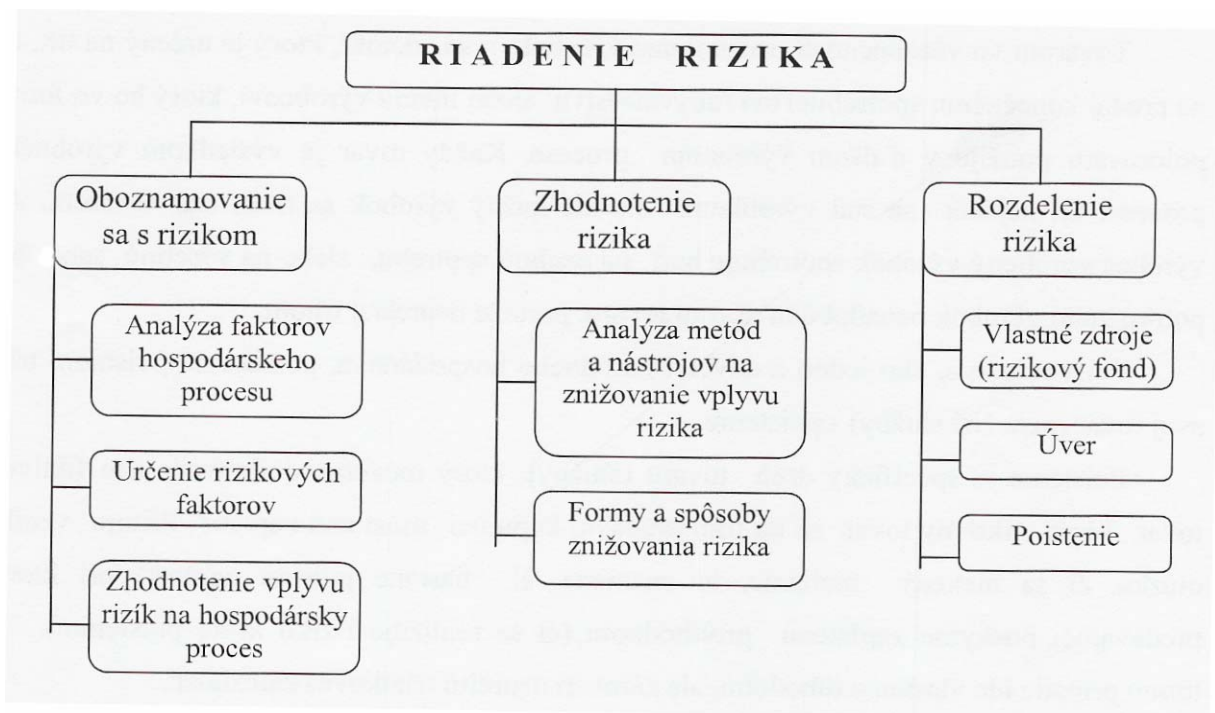 RIADENIE RIZIKA
Oboznamovanie
sa s rizikom
Analýza faktorov
hospodárskeho
procesu
Určenie rizikových
faktorov
Zhodnotenie vplyvu
rizík na hospodársky
proces
Zhodnotenie
rizika
Analýza metód
a nástrojov na
znižovanie vplyvu
rizika
Formy a spôsoby
znižovania rizika
Rozdelenie
rizika
Vlastné zdroje
(rizikový fond)
Úver
Poistenie